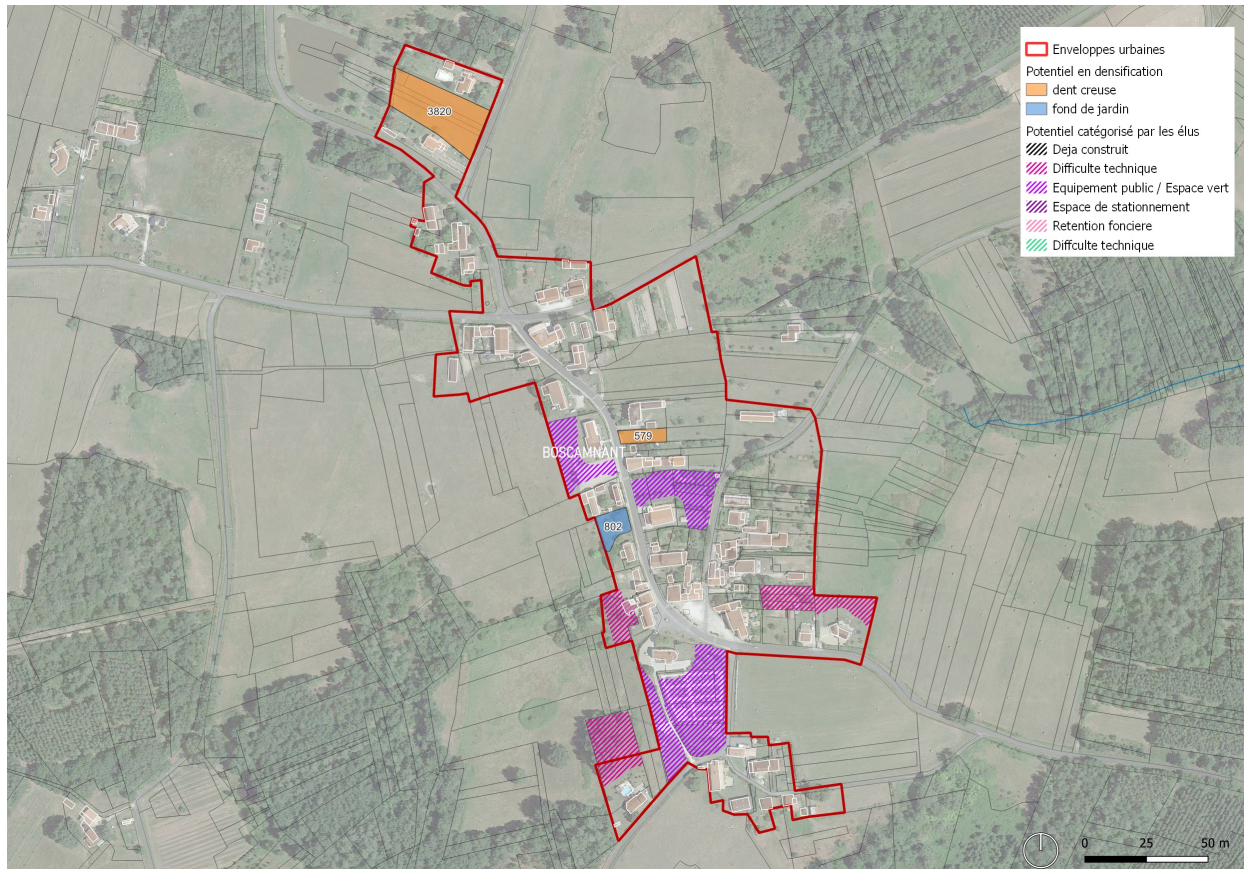 Enveloppes urbaines
Potentiel en densification
dent creuse
fond de jardin
Potentiel catégorisé par les élus
Deja construit
Difficulte technique
Equipement public / Espace vert
Espace de stationnement
Retention fonciere
Diffculte technique
3820
579
BOSCAMNANT
802
0 25 50 m